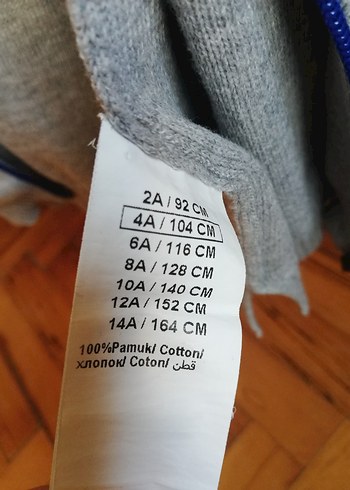 2A / 92 CM
4A / 104 CM
6A / 116 CM
8A / 128 CM
10A / 140 CM
12A / 152 CM
14A / 164 CM
100%Pamuk/ Cotton/
хлопок/ Coton/ قطن